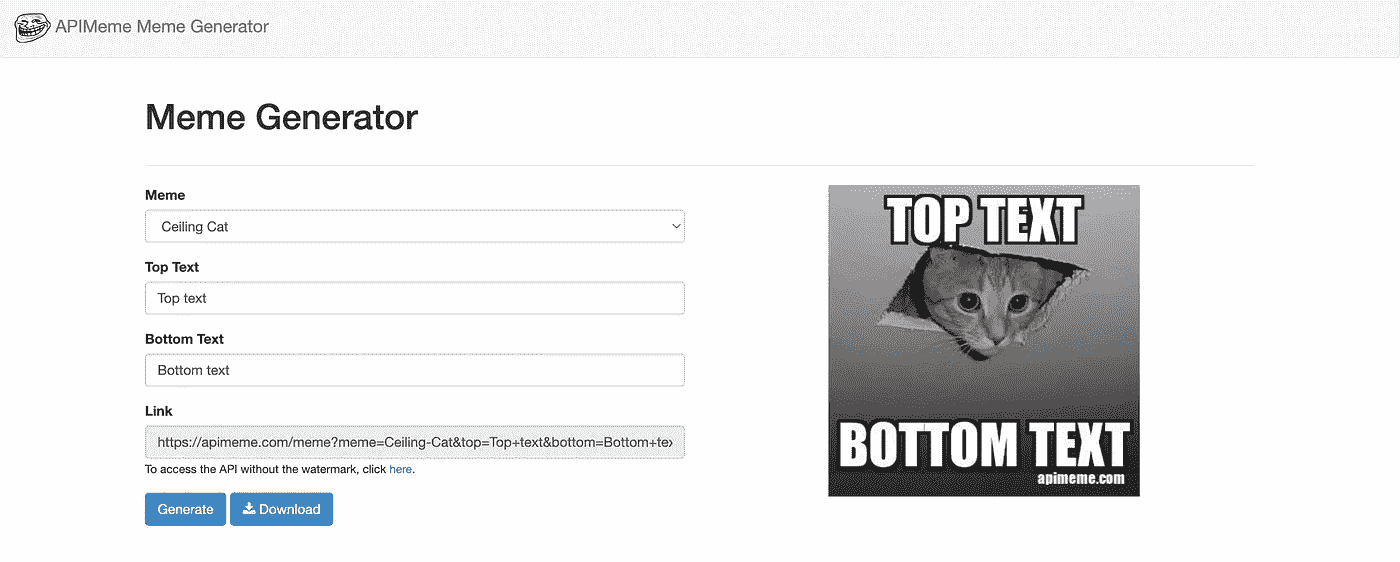 APIMeme Meme Generator
Meme Generator
Meme
Ceiling Cat
Top Text
Top text
Bottom Text
Bottom text
Link
https://apimeme.com/meme?meme=Ceiling-Cat&top=Top+text&bottom=Bottom+tex
To access the API without the watermark, click here.
Generate
Download
TOP TEXT
BOTTOM TEXT
apimeme.com